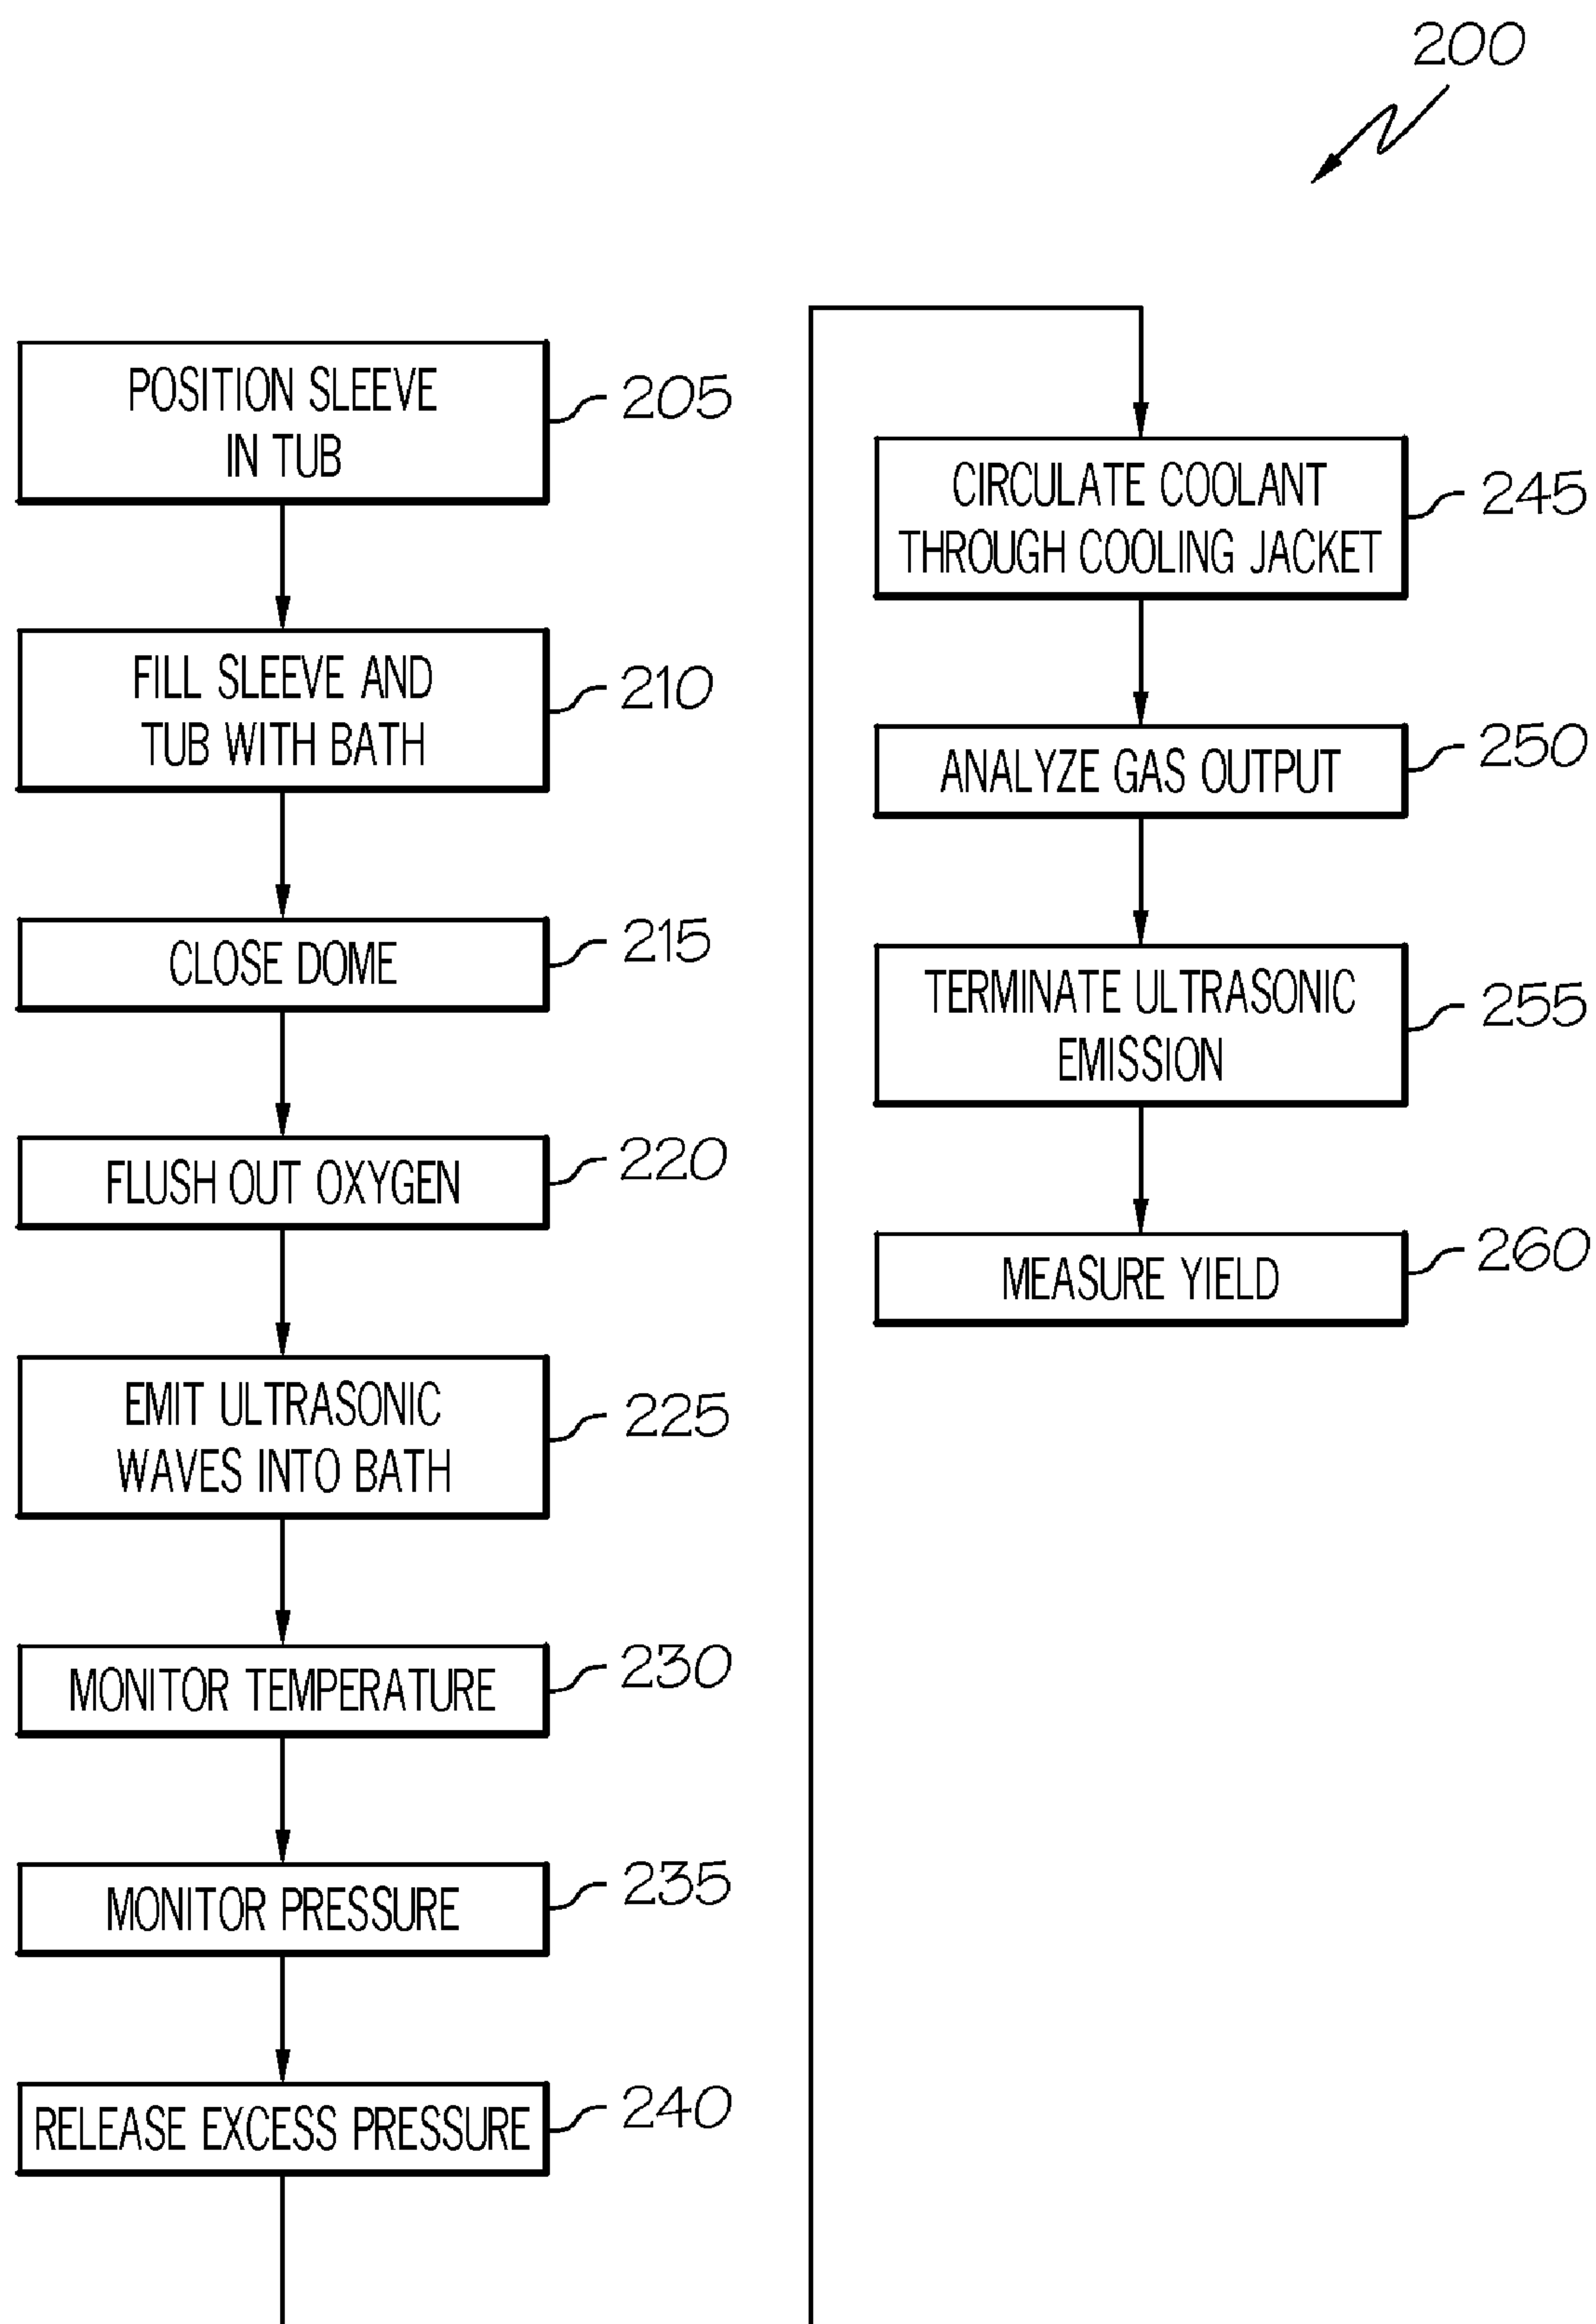 200
POSITION SLEEVE
IN TUB
205
FILL SLEEVE AND
TUB WITH BATH
210
CLOSE DOME
215
FLUSH OUT OXYGEN
220
EMIT ULTRASONIC
WAVES INTO BATH
225
MONITOR TEMPERATURE
230
MONITOR PRESSURE
235
RELEASE EXCESS PRESSURE
240
CIRCULATE COOLANT
THROUGH COOLING JACKET
245
ANALYZE GAS OUTPUT
250
TERMINATE ULTRASONIC
EMISSION
255
MEASURE YIELD
260